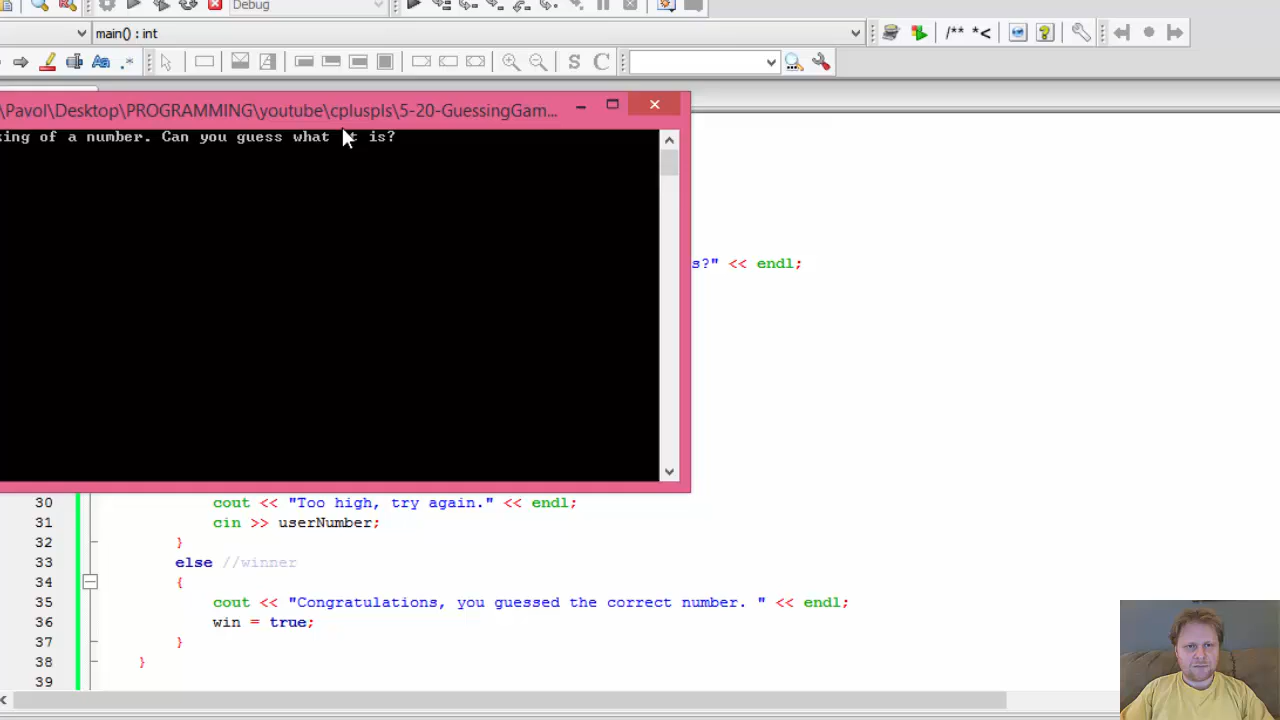 Debug
main() : int
/** *<
Aa .*
S C
\Pavol\Desktop\PROGRAMMING\youtube\cpluspls\5-20-GuessingGam...
king of a number. Can you guess what it is?
s?" << endl;
30 cout << "Too high, try again." << endl;
31 cin >> userNumber;
32 }
33 else //winner
34 {
35 cout << "Congratulations, you guessed the correct number. " << endl;
36 win = true;
37 }
38 }
39